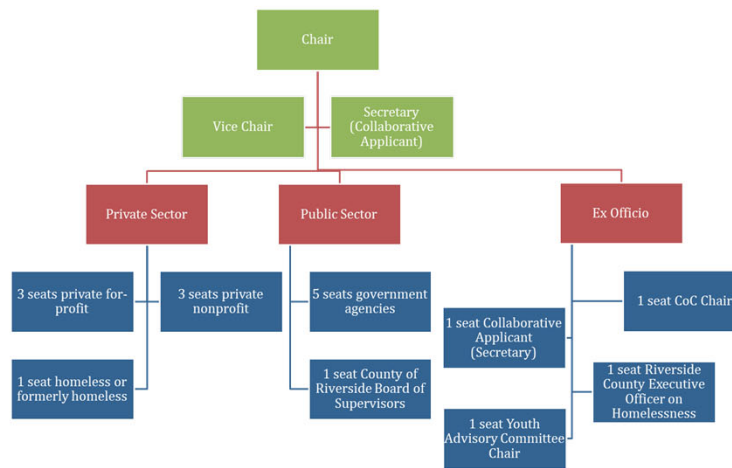 Chair
Vice Chair
Secretary
(Collaborative
Applicant)
Private Sector
Public Sector
Ex Officio
3 seats private for-
profit
3 seats private
nonprofit
5 seats government
agencies
1 seat CoC Chair
1 seat Collaborative
Applicant
(Secretary)
1 seat homeless or
formerly homeless
1 seat County of
Riverside Board of
Supervisors
1 seat Riverside
County Executive
Officer on
Homelessness
1 seat Youth
Advisory Committee
Chair